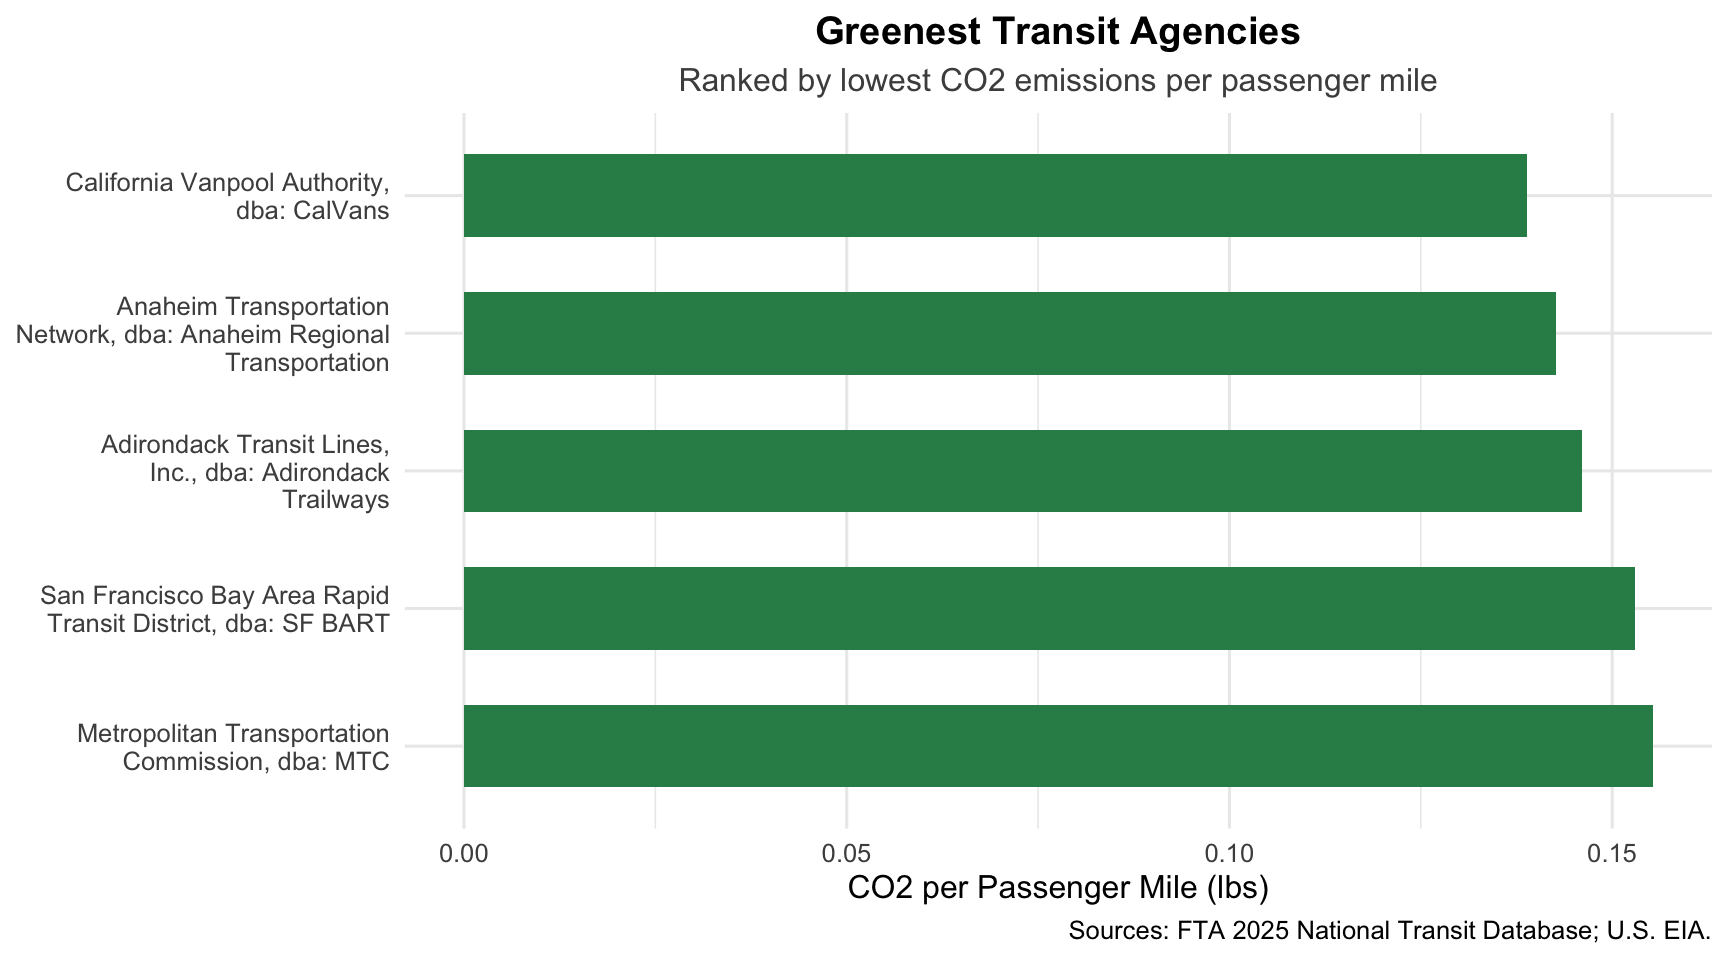 Greenest Transit Agencies
Ranked by lowest CO2 emissions per passenger mile
California Vanpool Authority,
dba: CalVans
Anaheim Transportation
Network, dba: Anaheim Regional
Transportation
Adirondack Transit Lines,
Inc., dba: Adirondack
Trailways
San Francisco Bay Area Rapid
Transit District, dba: SF BART
Metropolitan Transportation
Commission, dba: MTC
0.00 0.05 0.10 0.15
CO2 per Passenger Mile (lbs)
Sources: FTA 2025 National Transit Database; U.S. EIA.